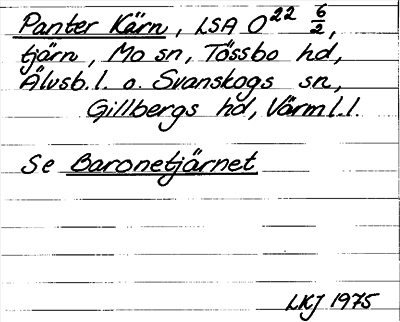 Panter Kärn, LSA O22 6/2,
tjärn, Mo sn, Tössbo hd,
Älvsb.l. o. Svanskogs sn,
Gillbergs hd, Värml.l.
Se Baronetjärnet
LKJ 1975